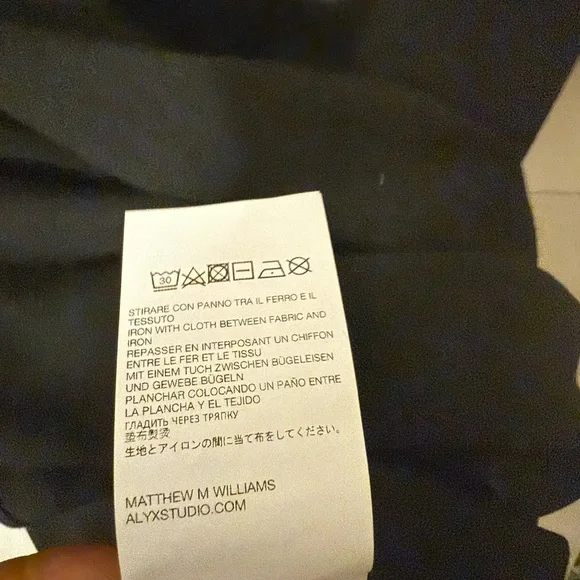 30
STIRARE CON PANNO TRA IL FERRO E IL
TESSUTO
IRON WITH CLOTH BETWEEN FABRIC AND
IRON
REPASSER EN INTERPOSANT UN CHIFFON
ENTRE LE FER ET LE TISSU
MIT EINEM TUCH ZWISCHEN BÜGELEISEN
UND GEWEBE BÜGELN
PLANCHAR COLOCANDO UN PAÑO ENTRE
LA PLANCHA Y EL TEJIDO
ГЛАДИТЬ ЧЕРЕЗ ТРЯПКУ
垫布熨烫
生地とアイロンの間に当て布をしてください。
MATTHEW M WILLIAMS
ALYXSTUDIO.COM